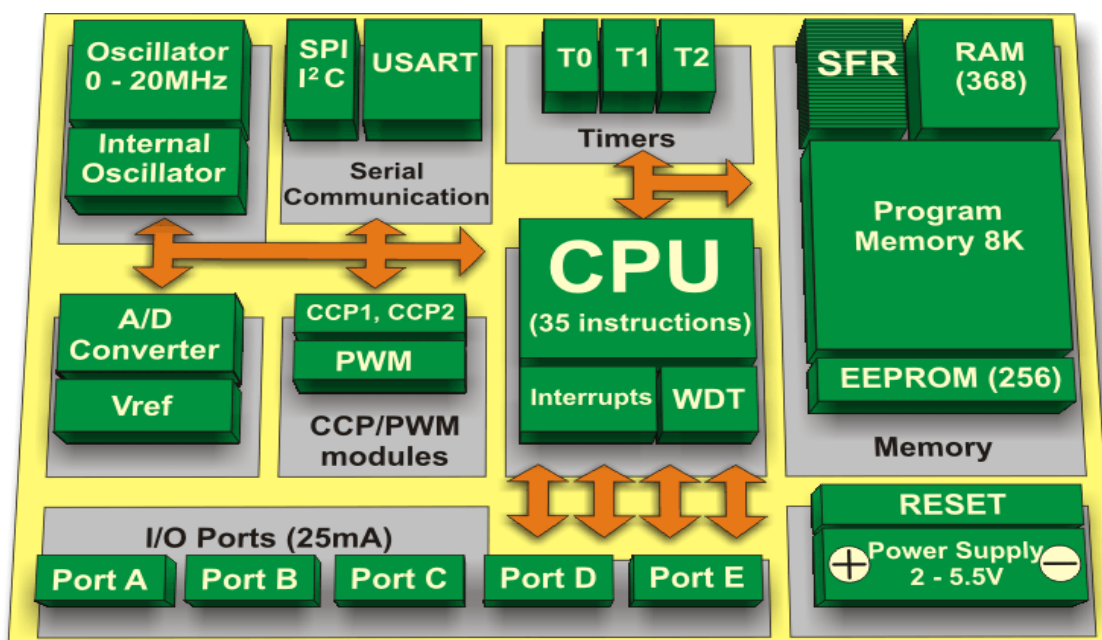 Oscillator
0 - 20MHz
Internal
Oscillator
SPI
I²C
USART
Serial
Communication
T0
T1
T2
Timers
SFR
RAM
(368)
Program
Memory 8K
EEPROM (256)
Memory
A/D
Converter
Vref
CCP1, CCP2
PWM
CCP/PWM
modules
CPU
(35 instructions)
Interrupts
WDT
I/O Ports (25mA)
Port A
Port B
Port C
Port D
Port E
RESET
+
Power Supply
2 - 5.5V
−